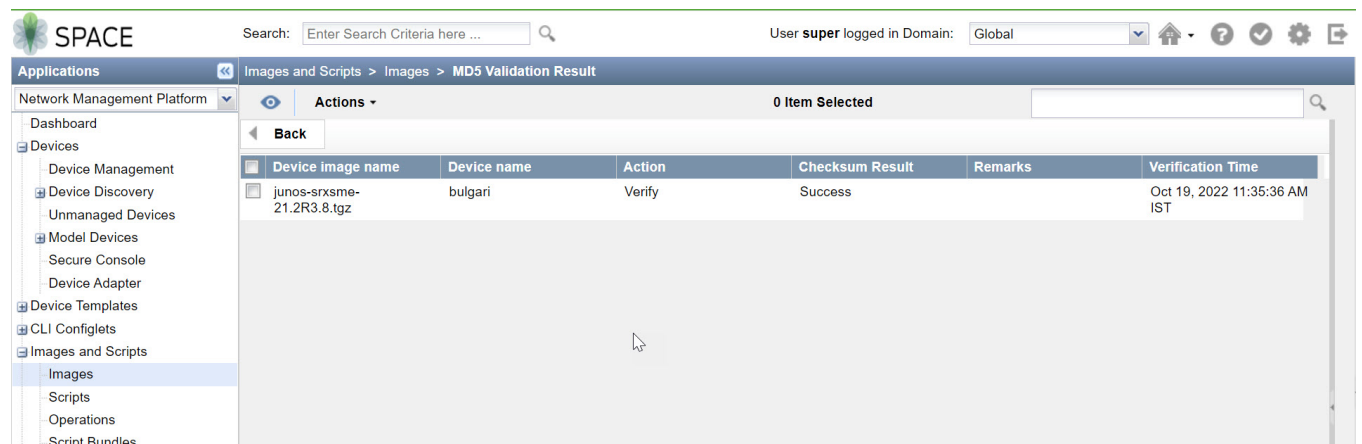 SPACE
Search: Enter Search Criteria here ...
User super logged in Domain: Global
Applications
Images and Scripts > Images > MD5 Validation Result
Network Management Platform
Actions
0 Item Selected
Back
Dashboard
Devices
Device Management
Device Discovery
Unmanaged Devices
Model Devices
Secure Console
Device Adapter
Device Templates
CLI Configlets
Images and Scripts
Images
Scripts
Operations
Script Bundles
Device image name Device name Action Checksum Result Remarks Verification Time
junos-srxsme- bulgari Verify Success Oct 19, 2022 11:35:36 AM
21.2R3.8.tgz IST